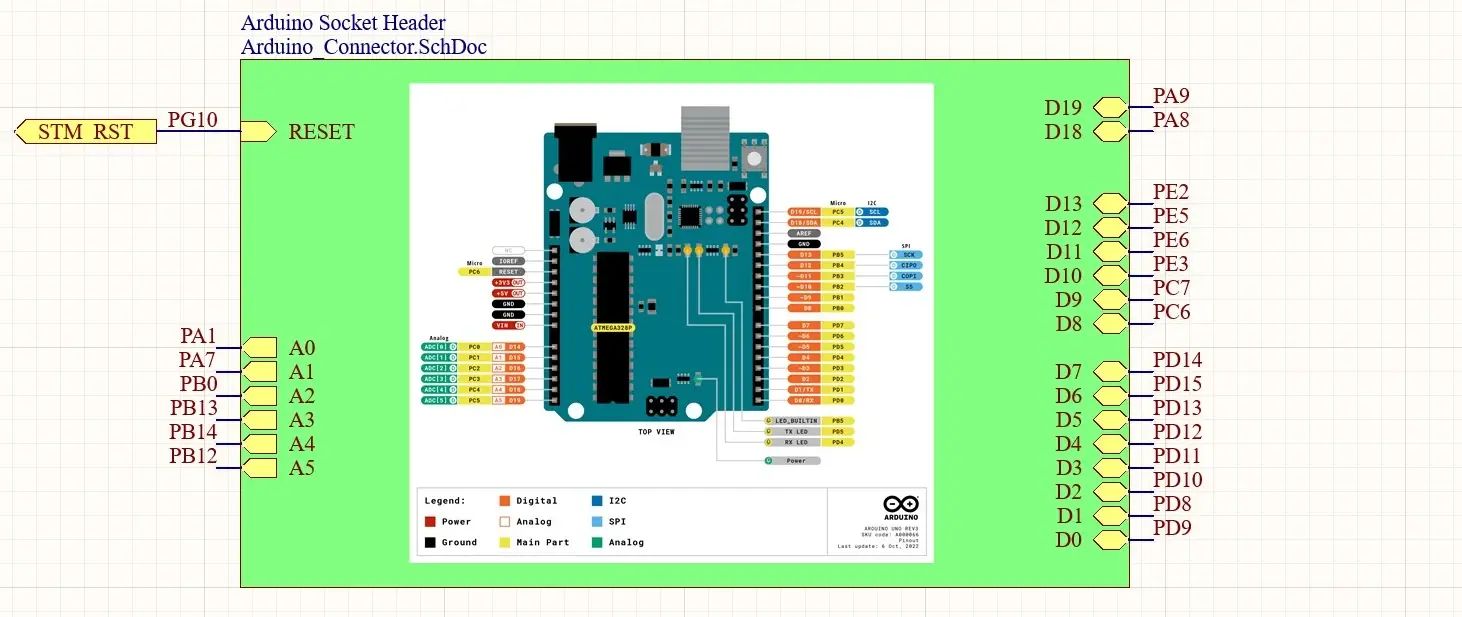 Arduino Socket Header
Arduino_Connector.SchDoc
STM_RST
PG10
RESET
PA1 A0
PA7 A1
PB0 A2
PB13 A3
PB14 A4
PB12 A5
Micro
PC6
NC
IOREF
RESET
+3V3 OUT
+5V OUT
GND
GND
VIN IN
Analog
ADC[0] PC0 A0 D14
ADC[1] PC1 A1 D15
ADC[2] PC2 A2 D16
ADC[3] PC3 A3 D17
ADC[4] PC4 A4 D18
ADC[5] PC5 A5 D19
ATMEGA328P
TOP VIEW
Micro I2C
D19/SCL PC5 SCL
D18/SDA PC4 SDA
AREF
GND
SPI
D13 PB5 SCK
D12 PB4 CIPO
~D11 PB3 COPI
~D10 PB2 SS
~D9 PB1
D8 PB0
D7 PD7
~D6 PD6
~D5 PD5
D4 PD4
~D3 PD3
D2 PD2
D1/TX PD1
D0/RX PD0
LED_BUILTIN PB5
TX LED PD5
RX LED PD4
Power
Legend:
Power
Ground
Digital
Analog
Main Part
I2C
SPI
Analog
ARDUINO
ARDUINO UNO REV3
SKU code: A000066
Pinout
Last update: 6 Oct, 2022
D19 PA9
D18 PA8
D13 PE2
D12 PE5
D11 PE6
D10 PE3
D9 PC7
D8 PC6
D7 PD14
D6 PD15
D5 PD13
D4 PD12
D3 PD11
D2 PD10
D1 PD8
D0 PD9